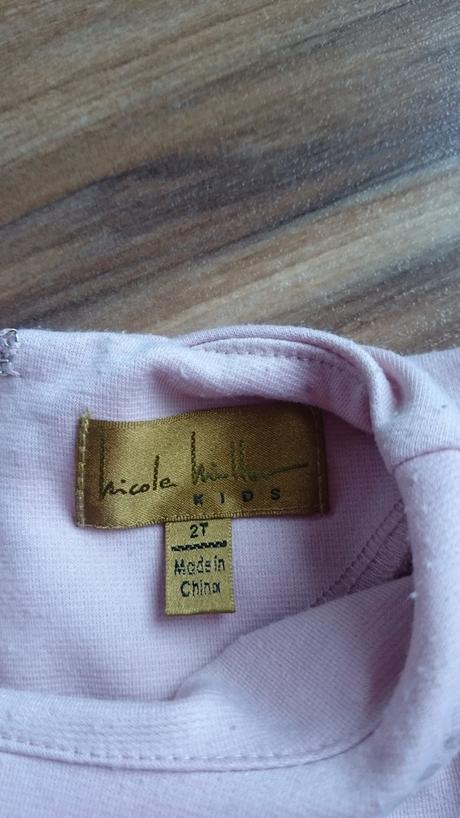 Nicole Miller
KIDS
2T
Made in
China